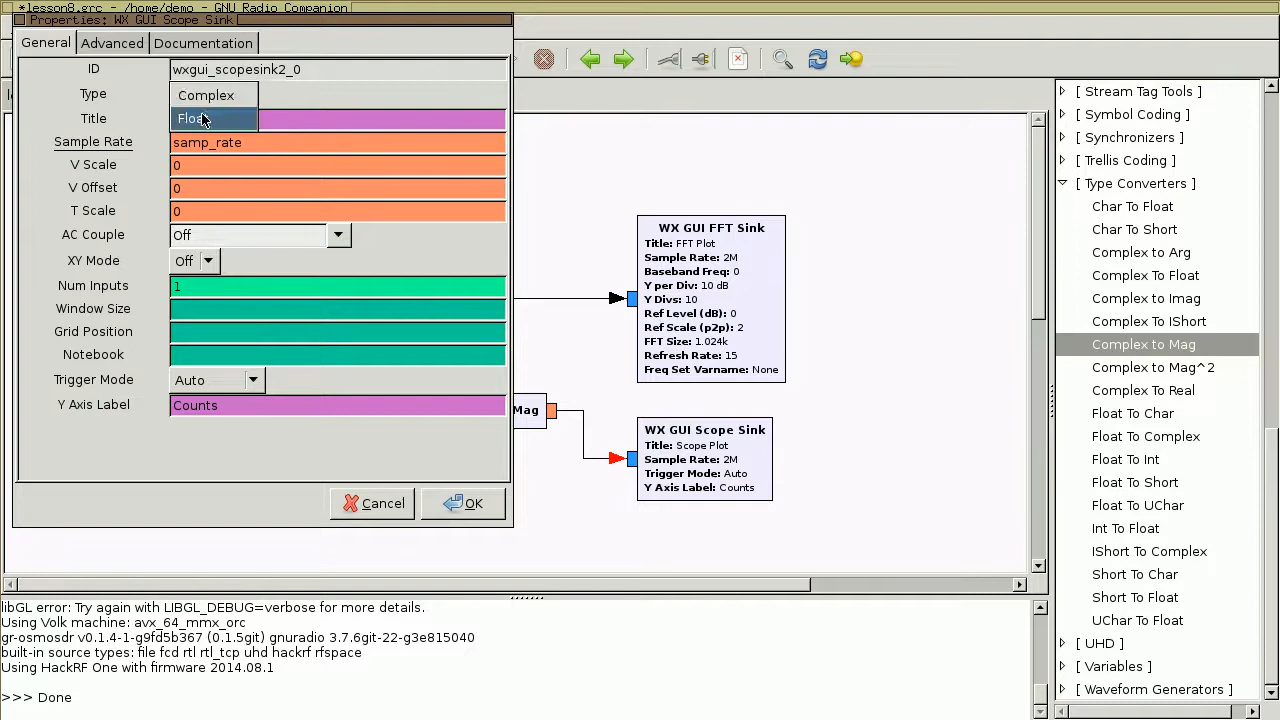 *lesson8.grc - /home/demo - GNU Radio Companion
Properties: WX GUI Scope Sink
General
Advanced
Documentation
ID
wxgui_scopesink2_0
Type
Complex
Title
Sample Rate
samp_rate
V Scale
0
V Offset
0
T Scale
0
AC Couple
Off
XY Mode
Off
Num Inputs
1
Window Size
Grid Position
Notebook
Trigger Mode
Auto
Y Axis Label
Counts
Cancel
OK
WX GUI FFT Sink
Title: FFT Plot
Sample Rate: 2M
Baseband Freq: 0
Y per Div: 10 dB
Y Divs: 10
Ref Level (dB): 0
Ref Scale (p2p): 2
FFT Size: 1.024k
Refresh Rate: 15
Freq Set Varname: None
Mag
WX GUI Scope Sink
Title: Scope Plot
Sample Rate: 2M
Trigger Mode: Auto
Y Axis Label: Counts
[ Stream Tag Tools ]
[ Symbol Coding ]
[ Synchronizers ]
[ Trellis Coding ]
[ Type Converters ]
Char To Float
Char To Short
Complex to Arg
Complex To Float
Complex to Imag
Complex To IShort
Complex to Mag
Complex to Mag^2
Complex To Real
Float To Char
Float To Complex
Float To Int
Float To Short
Float To UChar
Int To Float
IShort To Complex
Short To Char
Short To Float
UChar To Float
[ UHD ]
[ Variables ]
[ Waveform Generators ]
libGL error: Try again with LIBGL_DEBUG=verbose for more details.
Using Volk machine: avx_64_mmx_orc
gr-osmosdr v0.1.4-1-g9fd5b367 (0.1.5git) gnuradio 3.7.6git-22-g3e815040
built-in source types: file fcd rtl rtl_tcp uhd hackrf rfspace
Using HackRF One with firmware 2014.08.1
>>> Done